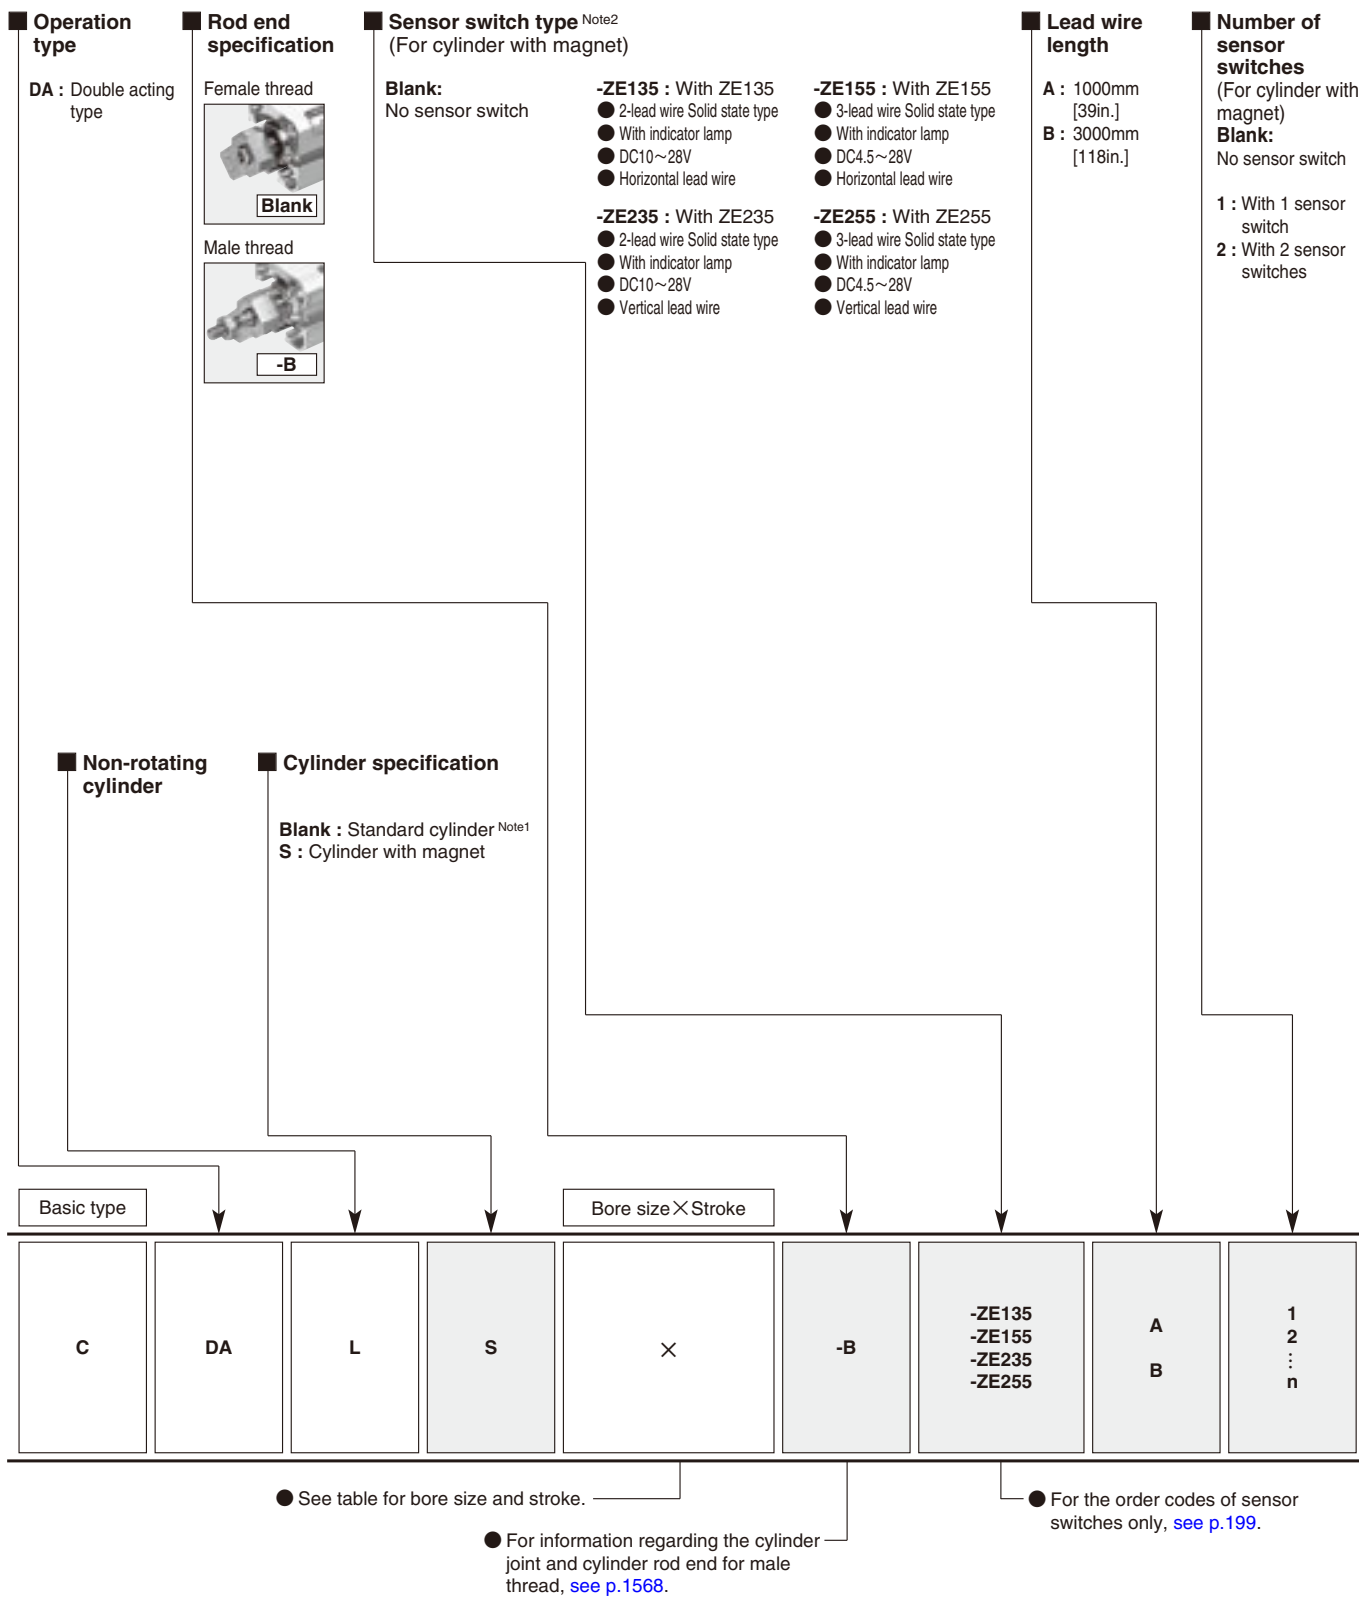 ■ Operation
type
DA : Double acting
type
■ Rod end
specification
Female thread
Blank
Male thread
-B
■ Sensor switch type Note2
(For cylinder with magnet)
Blank:
No sensor switch
-ZE135 : With ZE135
● 2-lead wire Solid state type
● With indicator lamp
● DC10～28V
● Horizontal lead wire
-ZE155 : With ZE155
● 3-lead wire Solid state type
● With indicator lamp
● DC4.5～28V
● Horizontal lead wire
-ZE235 : With ZE235
● 2-lead wire Solid state type
● With indicator lamp
● DC10～28V
● Vertical lead wire
-ZE255 : With ZE255
● 3-lead wire Solid state type
● With indicator lamp
● DC4.5～28V
● Vertical lead wire
■ Lead wire
length
A : 1000mm
[39in.]
B : 3000mm
[118in.]
■ Number of
sensor
switches
(For cylinder with
magnet)
Blank:
No sensor switch
1 : With 1 sensor
switch
2 : With 2 sensor
switches
■ Non-rotating
cylinder
■ Cylinder specification
Blank : Standard cylinder Note1
S : Cylinder with magnet
Basic type
Bore size×Stroke
C
DA
L
S
×
-B
-ZE135
-ZE155
-ZE235
-ZE255
A
B
1
2
⋮
n
● See table for bore size and stroke.
● For information regarding the cylinder
joint and cylinder rod end for male
thread, see p.1568.
● For the order codes of sensor
switches only, see p.199.